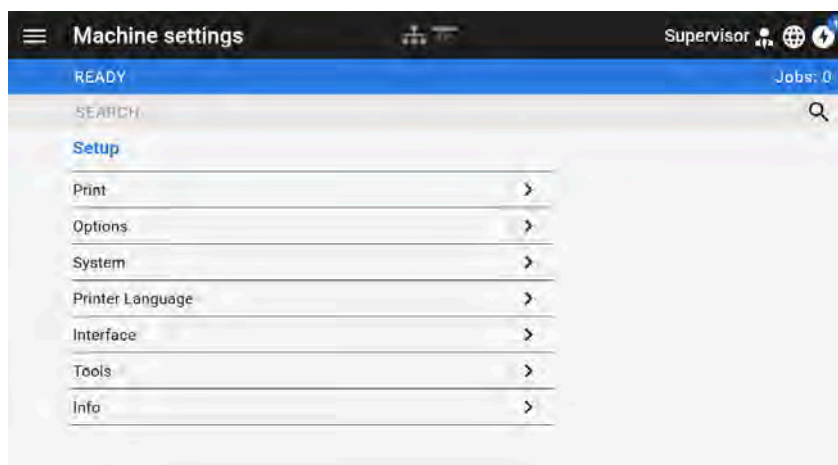 Machine settings
Supervisor
READY
Jobs: 0
SEARCH
Setup
Print
Options
System
Printer Language
Interface
Tools
Info